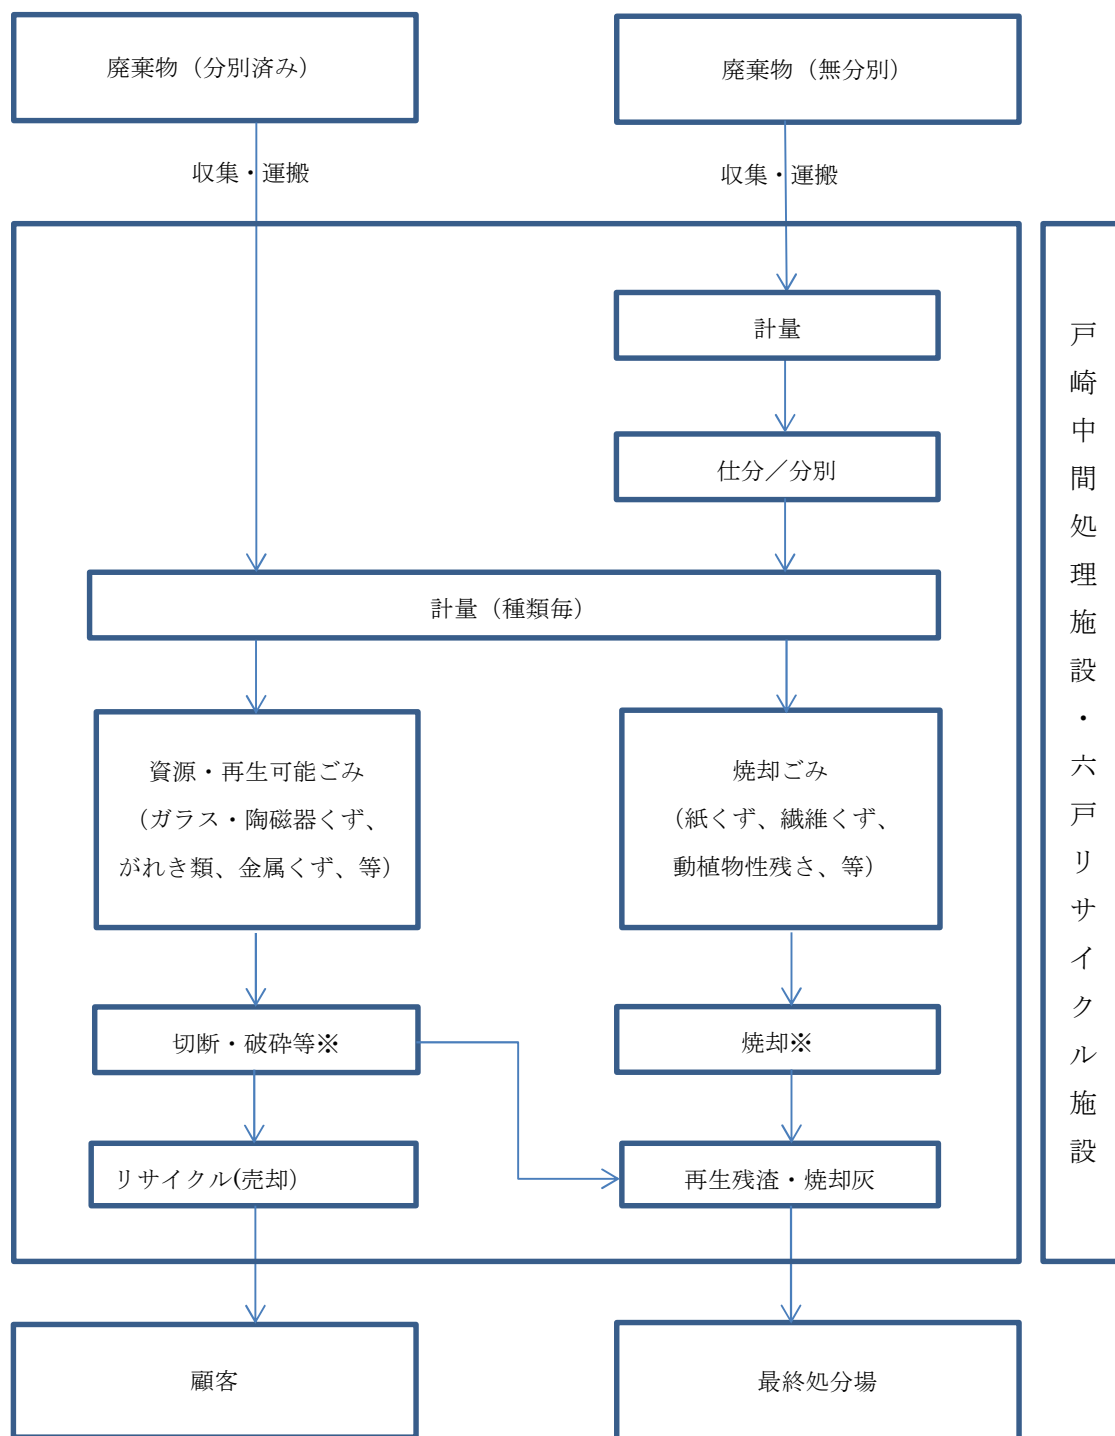 廃棄物（分別済み）
廃棄物（無分別）
収集・運搬
収集・運搬
計量
仕分／分別
計量（種類毎）
資源・再生可能ごみ
（ガラス・陶磁器くず、
がれき類、金属くず、等）
焼却ごみ
（紙くず、繊維くず、
動植物性残さ、等）
切断・破砕等※
焼却※
リサイクル(売却）
再生残渣・焼却灰
顧客
最終処分場
戸崎中間処理施設・六戸リサイクル施設